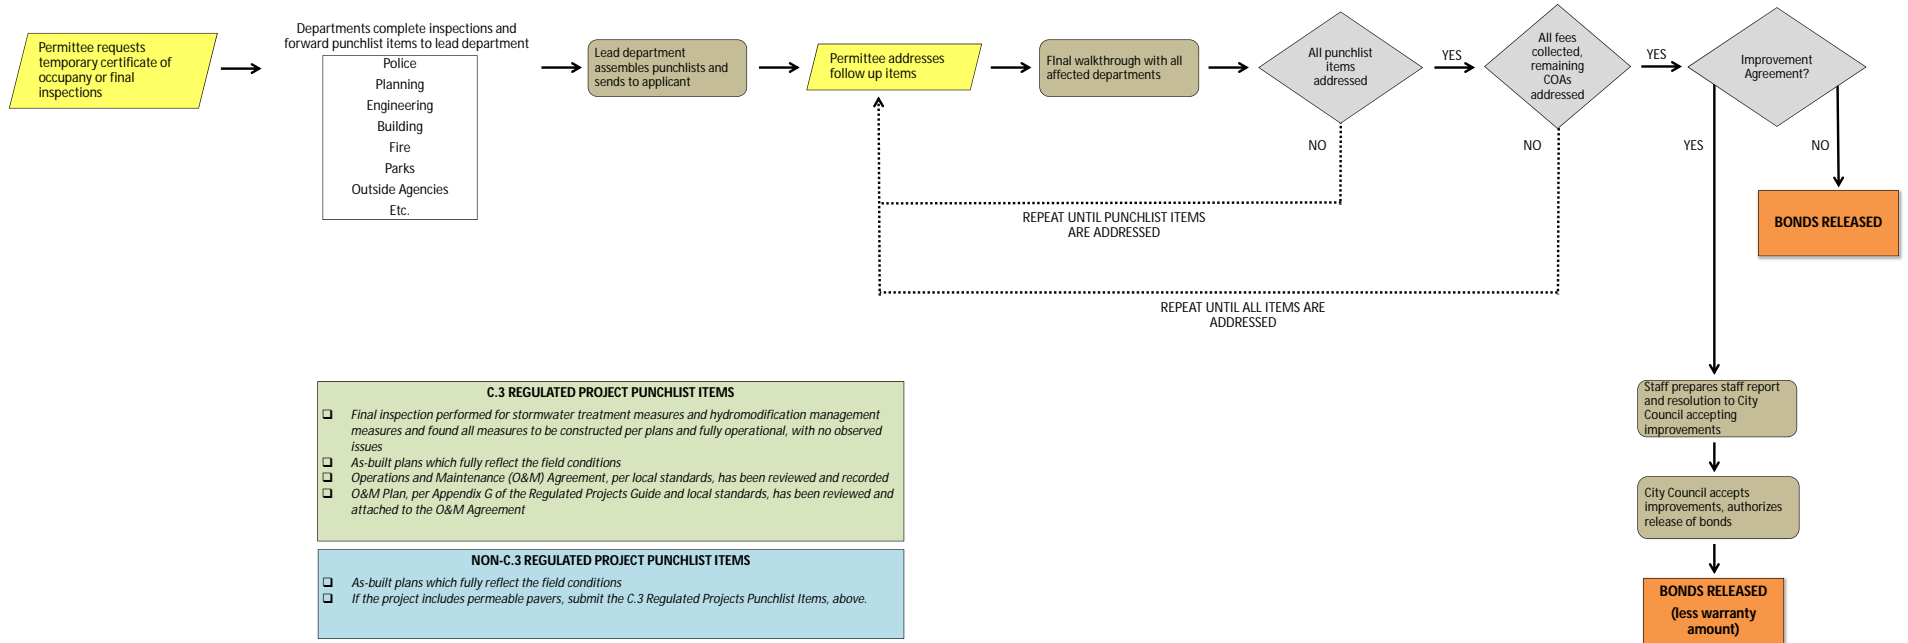 Permittee requests
temporary certificate of
occupany or final
inspections
Departments complete inspections and
forward punchlist items to lead department
Police
Planning
Engineering
Building
Fire
Parks
Outside Agencies
Etc.
Lead department
assembles punchlists and
sends to applicant
Permittee addresses
follow up items
FInal walkthrough with all
affected departments
All punchlist
items
addressed
YES
NO
All fees
collected,
remaining
COAs
addressed
YES
NO
Improvement
Agreement?
YES
NO
BONDS RELEASED
REPEAT UNTIL PUNCHLIST ITEMS
ARE ADDRESSED
REPEAT UNTIL ALL ITEMS ARE
ADDRESSED
Staff prepares staff report
and resolution to City
Council accepting
improvements
City Council accepts
improvements, authorizes
release of bonds
BONDS RELEASED
(less warranty
amount)
C.3 REGULATED PROJECT PUNCHLIST ITEMS
❑ Final inspection performed for stormwater treatment measures and hydromodification management
measures and found all measures to be constructed per plans and fully operational, with no observed
issues
❑ As-built plans which fully reflect the field conditions
❑ Operations and Maintenance (O&M) Agreement, per local standards, has been reviewed and recorded
❑ O&M Plan, per Appendix G of the Regulated Projects Guide and local standards, has been reviewed and
attached to the O&M Agreement
NON-C.3 REGULATED PROJECT PUNCHLIST ITEMS
❑ As-built plans which fully reflect the field conditions
❑ If the project includes permeable pavers, submit the C.3 Regulated Projects Punchlist Items, above.